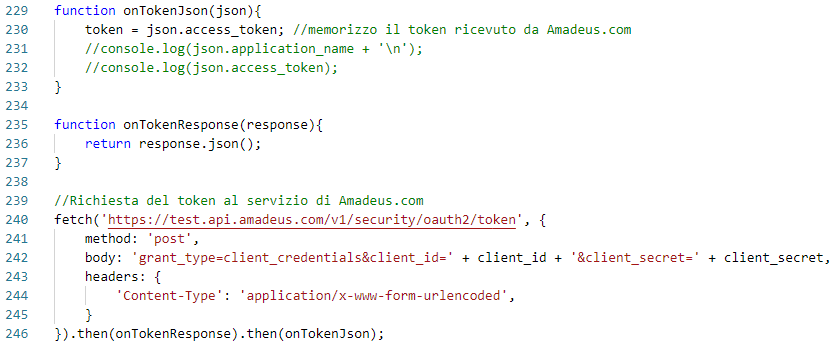 229 function onTokenJson(json){
230 token = json.access_token; //memorizzo il token ricevuto da Amadeus.com
231 //console.log(json.application_name + '\n');
232 //console.log(json.access_token);
233 }
234
235 function onTokenResponse(response){
236 return response.json();
237 }
238
239 //Richiesta del token al servizio di Amadeus.com
240 fetch('https://test.api.amadeus.com/v1/security/oauth2/token', {
241 method: 'post',
242 body: 'grant_type=client_credentials&client_id=' + client_id + '&client_secret=' + client_secret,
243 headers: {
244 'Content-Type': 'application/x-www-form-urlencoded',
245 }
246 }).then(onTokenResponse).then(onTokenJson);